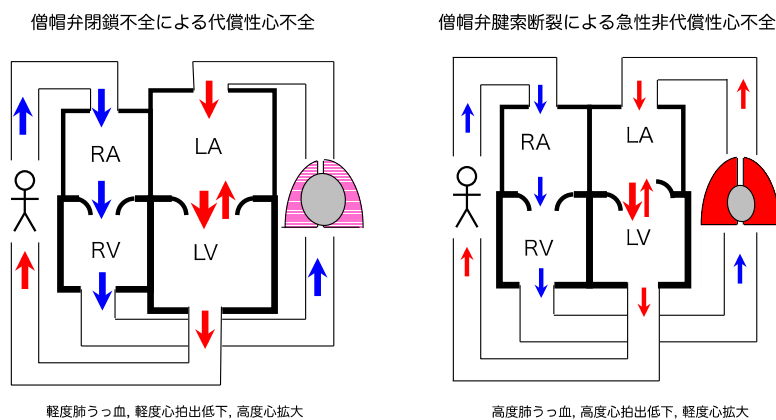 僧帽弁閉鎖不全による代償性心不全
僧帽弁腱索断裂による急性非代償性心不全
RA
LA
RV
LV
RA
LA
RV
LV
軽度肺うっ血, 軽度心拍出低下, 高度心拡大
高度肺うっ血, 高度心拍出低下, 軽度心拡大